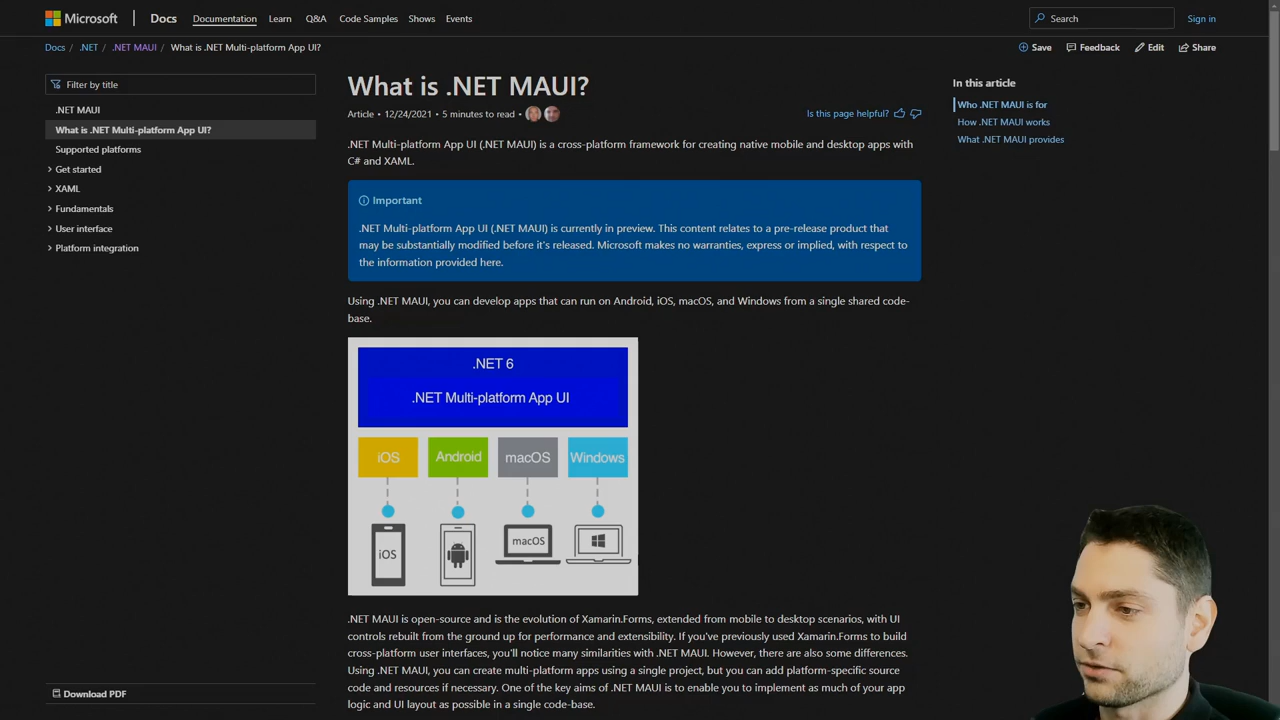 Microsoft
Docs
Documentation
Learn
Q&A
Code Samples
Shows
Events
Search
Sign in
Docs / .NET / .NET MAUI / What is .NET Multi-platform App UI?
Save
Feedback
Edit
Share
Filter by title
.NET MAUI
What is .NET Multi-platform App UI?
Supported platforms
Get started
XAML
Fundamentals
User interface
Platform integration
Download PDF
What is .NET MAUI?
Article • 12/24/2021 • 5 minutes to read •
Is this page helpful?
.NET Multi-platform App UI (.NET MAUI) is a cross-platform framework for creating native mobile and desktop apps with
C# and XAML.
Important
.NET Multi-platform App UI (.NET MAUI) is currently in preview. This content relates to a pre-release product that
may be substantially modified before it's released. Microsoft makes no warranties, express or implied, with respect to
the information provided here.
Using .NET MAUI, you can develop apps that can run on Android, iOS, macOS, and Windows from a single shared code-
base.
.NET 6
.NET Multi-platform App UI
iOS
Android
macOS
Windows
iOS
macOS
.NET MAUI is open-source and is the evolution of Xamarin.Forms, extended from mobile to desktop scenarios, with UI
controls rebuilt from the ground up for performance and extensibility. If you've previously used Xamarin.Forms to build
cross-platform user interfaces, you'll notice many similarities with .NET MAUI. However, there are also some differences.
Using .NET MAUI, you can create multi-platform apps using a single project, but you can add platform-specific source
code and resources if necessary. One of the key aims of .NET MAUI is to enable you to implement as much of your app
logic and UI layout as possible in a single code-base.
In this article
Who .NET MAUI is for
How .NET MAUI works
What .NET MAUI provides